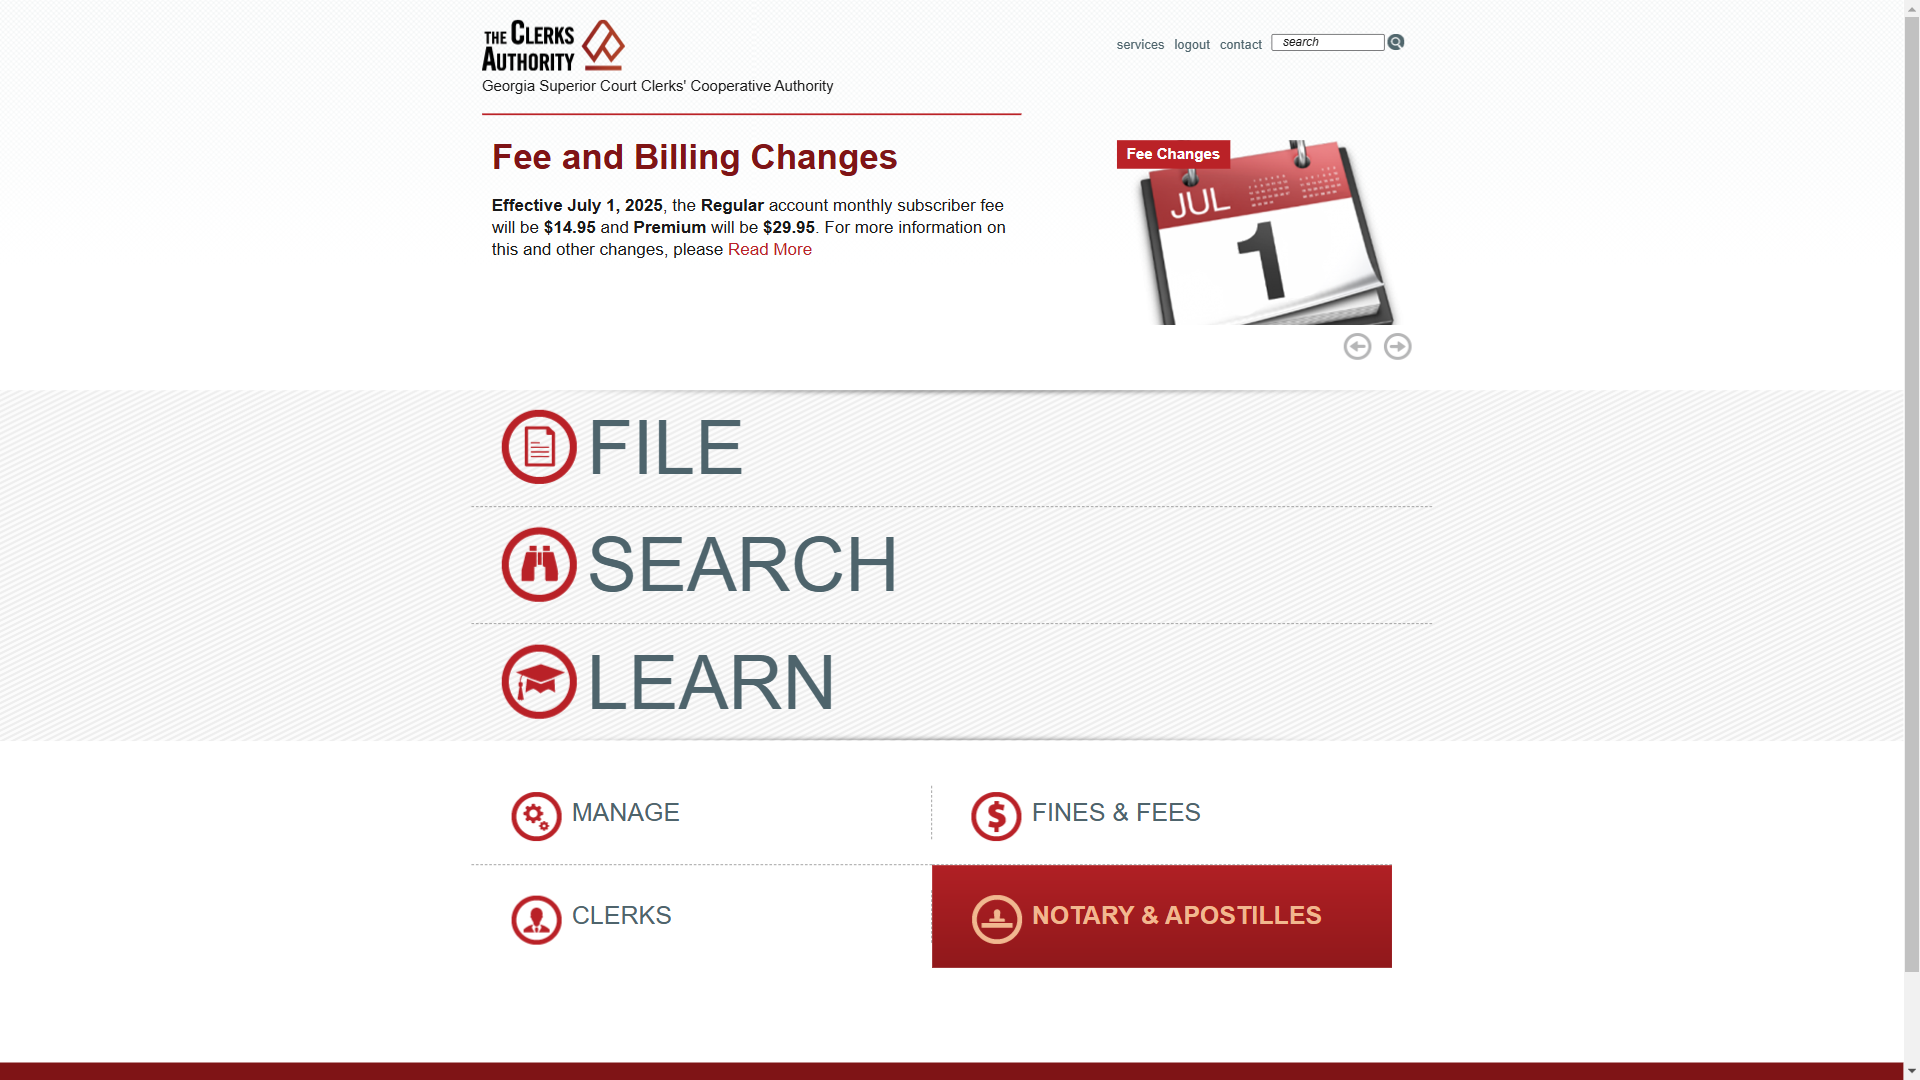 THE CLERKS
AUTHORITY
Georgia Superior Court Clerks' Cooperative Authority
services logout contact search
Fee and Billing Changes
Effective July 1, 2025, the Regular account monthly subscriber fee
will be $14.95 and Premium will be $29.95. For more information on
this and other changes, please Read More
Fee Changes
JUL
1
FILE
SEARCH
LEARN
MANAGE
FINES & FEES
CLERKS
NOTARY & APOSTILLES